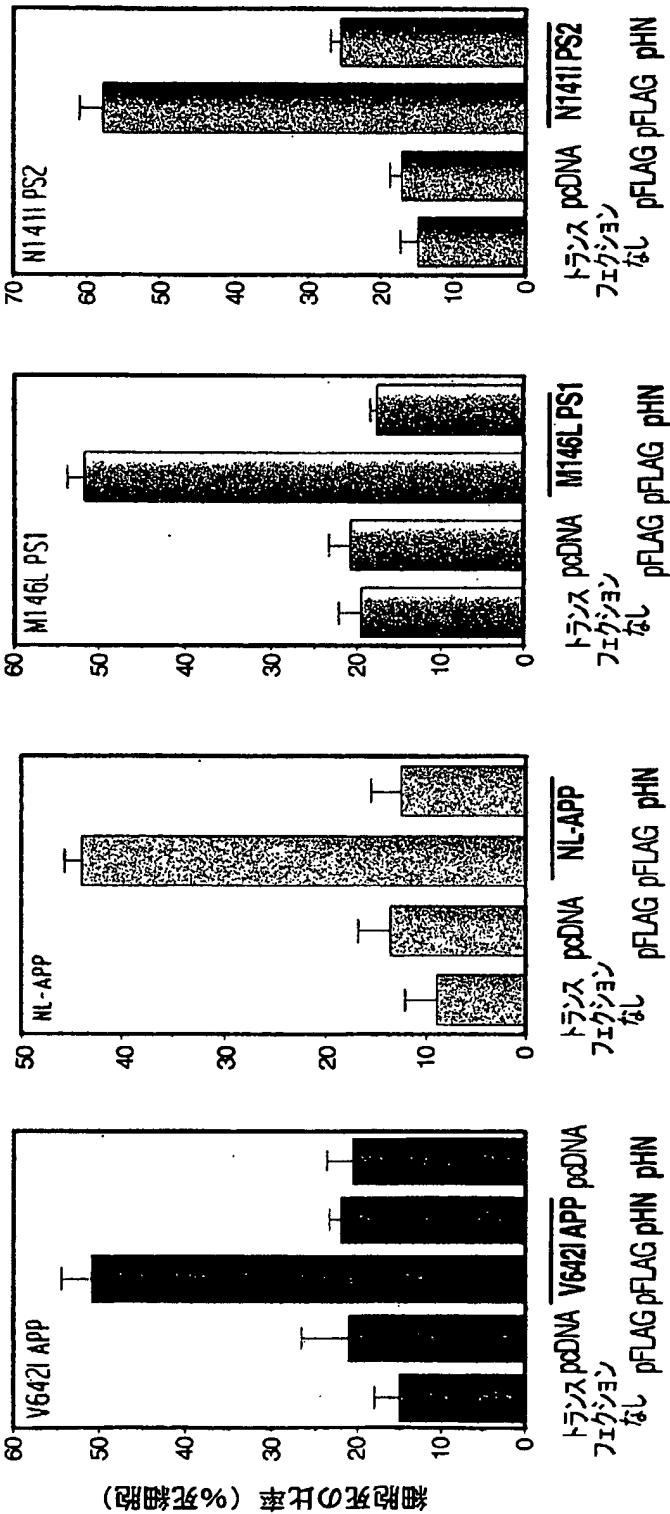 細胞死の比率 (%死細胞)
V642I APP
60
50
40
30
20
10
0
トランス pcDNA V642I APP pcDNA
フェクション
なし pFLAG pFLAG pHN pHN
NL-APP
50
40
30
20
10
0
トランス pcDNA NL-APP
フェクション
なし pFLAG pFLAG pHN
M146L PS1
60
50
40
30
20
10
0
トランス pcDNA M146L PS1
フェクション
なし pFLAG pFLAG pHN
N141I PS2
70
60
50
40
30
20
10
0
トランス pcDNA N141I PS2
フェクション
なし pFLAG pFLAG pHN